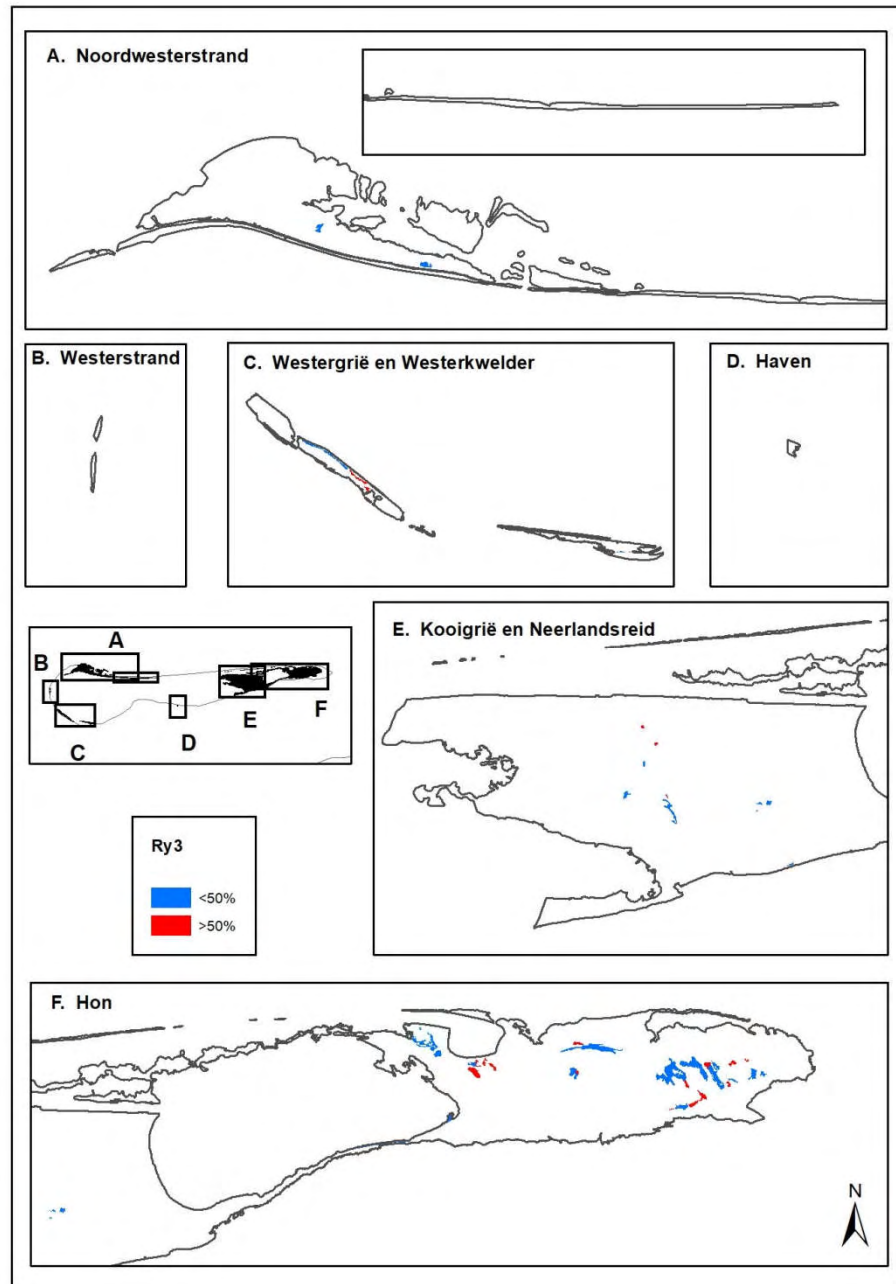 A. Noordwesterstrand
B. Westerstrand
C. Westergrië en Westerkwelder
D. Haven
A
B
C
D
E
F
E. Kooigrië en Neerlandsreid
Ry3
<50%
>50%
F. Hon
N